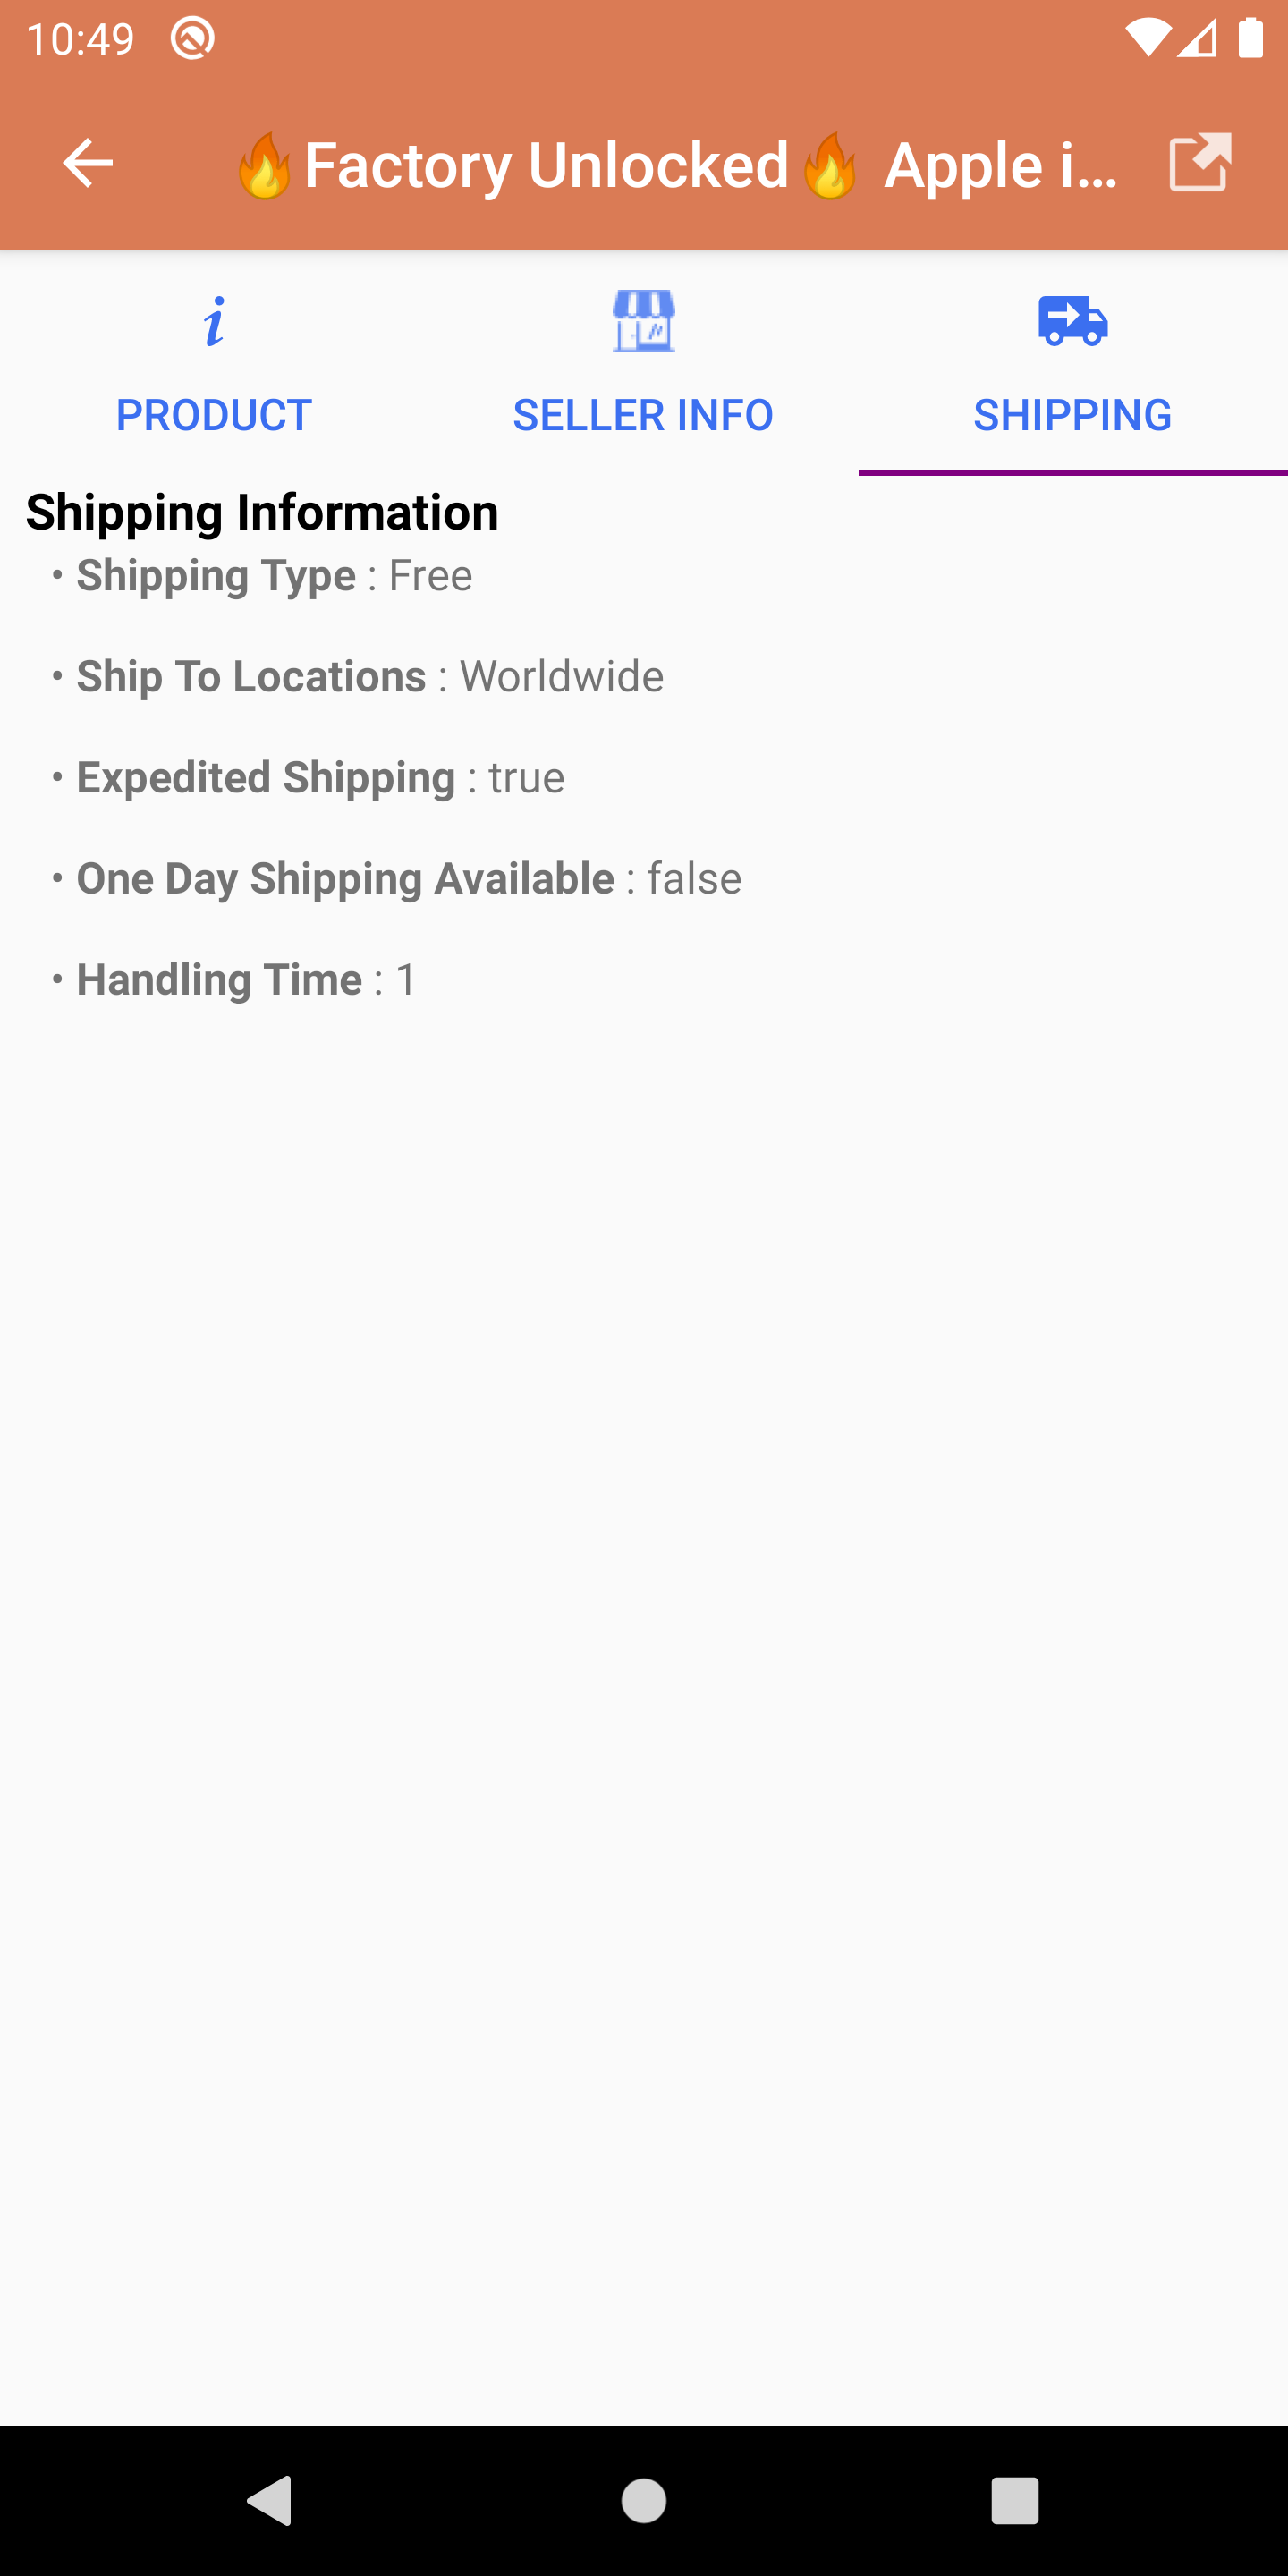 10:49
🔥Factory Unlocked🔥 Apple i...
PRODUCT
SELLER INFO
SHIPPING
Shipping Information
• Shipping Type : Free
• Ship To Locations : Worldwide
• Expedited Shipping : true
• One Day Shipping Available : false
• Handling Time : 1